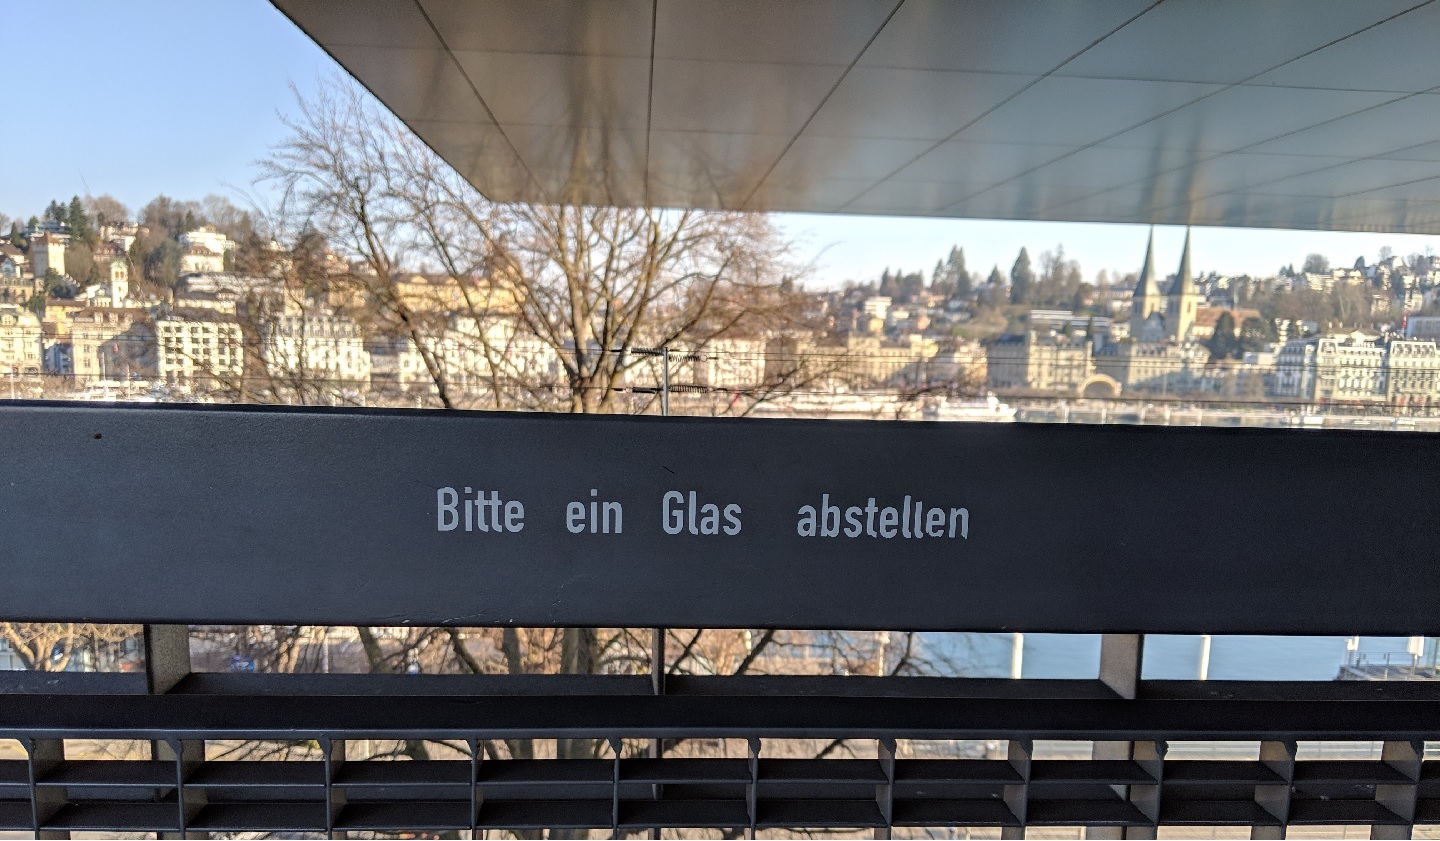 Bitte ein Glas abstellen